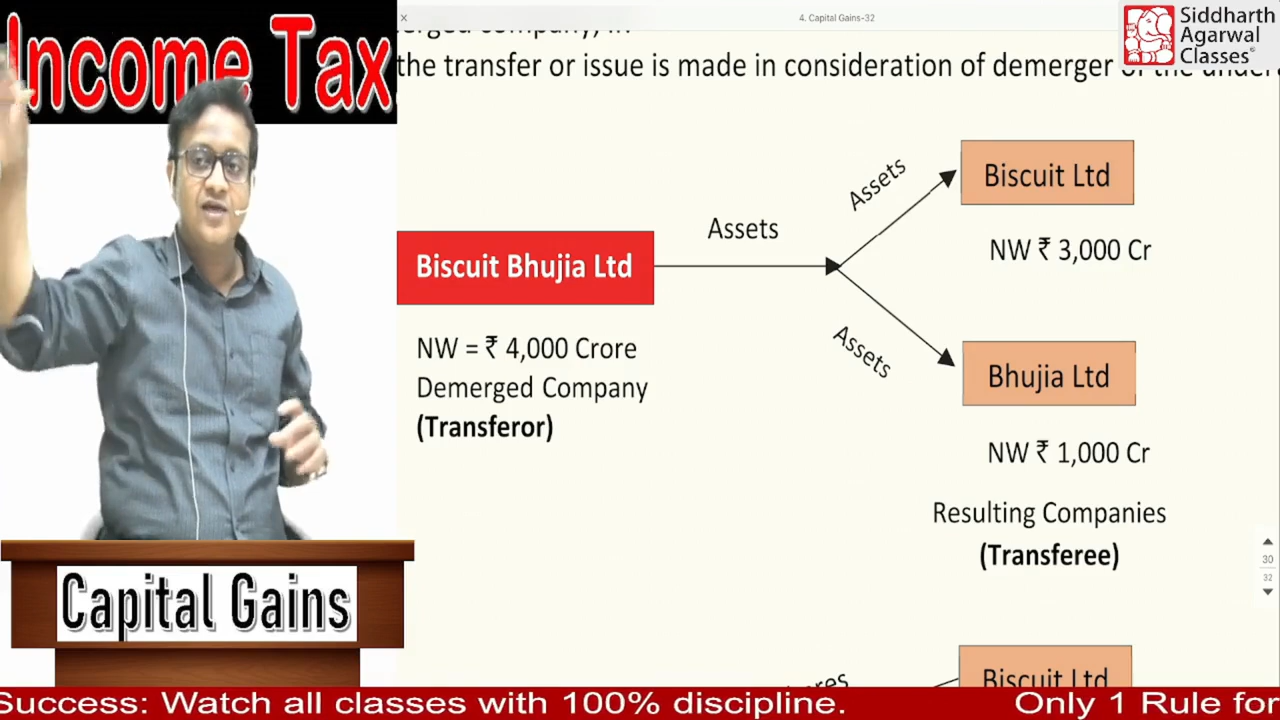 Income Tax
4. Capital Gains-32
Siddharth
Agarwal
Classes
the transfer or issue is made in consideration of demerger of the under
Assets
Assets
Assets
Biscuit Ltd
NW ₹ 3,000 Cr
Biscuit Bhujia Ltd
NW = ₹ 4,000 Crore
Demerged Company
(Transferor)
Bhujia Ltd
NW ₹ 1,000 Cr
Resulting Companies
(Transferee)
30
32
Capital Gains
Biscuit Ltd
Success: Watch all classes with 100% discipline. Only 1 Rule for